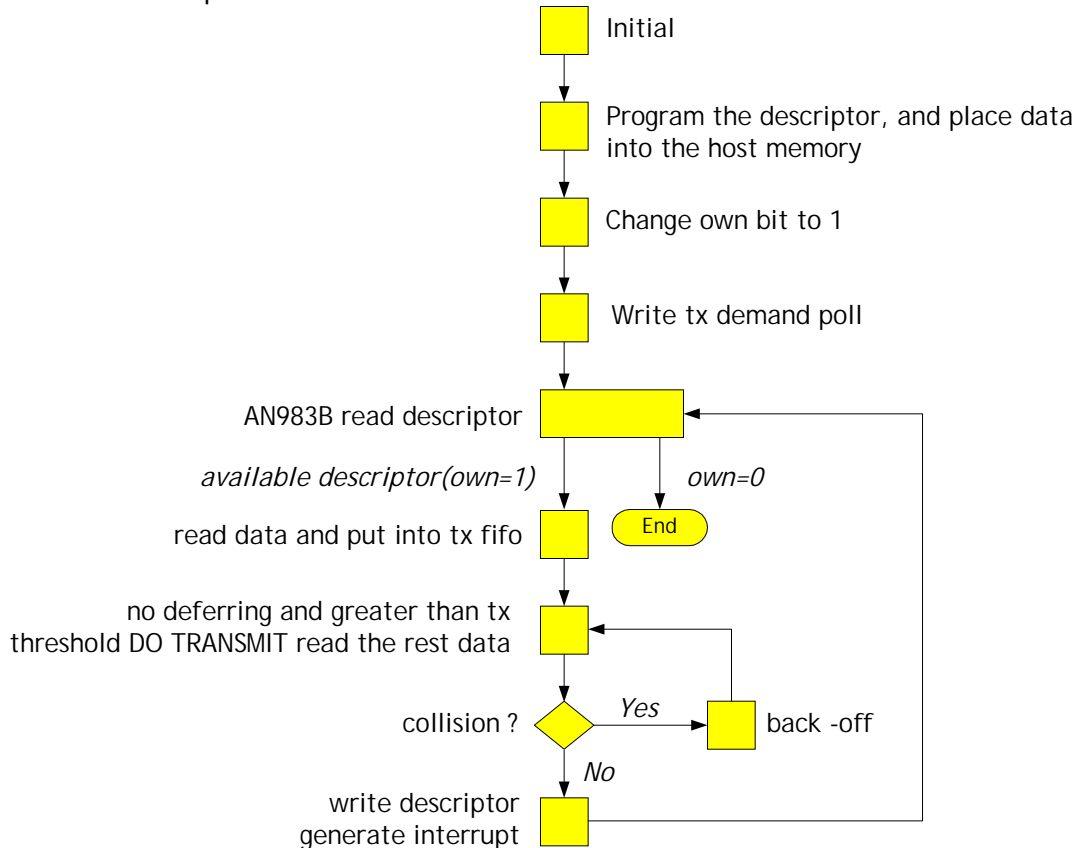 Initial
Program the descriptor, and place data
into the host memory
Change own bit to 1
Write tx demand poll
AN983B read descriptor
available descriptor(own=1)
own=0
read data and put into tx fifo
End
no deferring and greater than tx
threshold DO TRANSMIT read the rest data
collision ?
Yes
back -off
No
write descriptor
generate interrupt